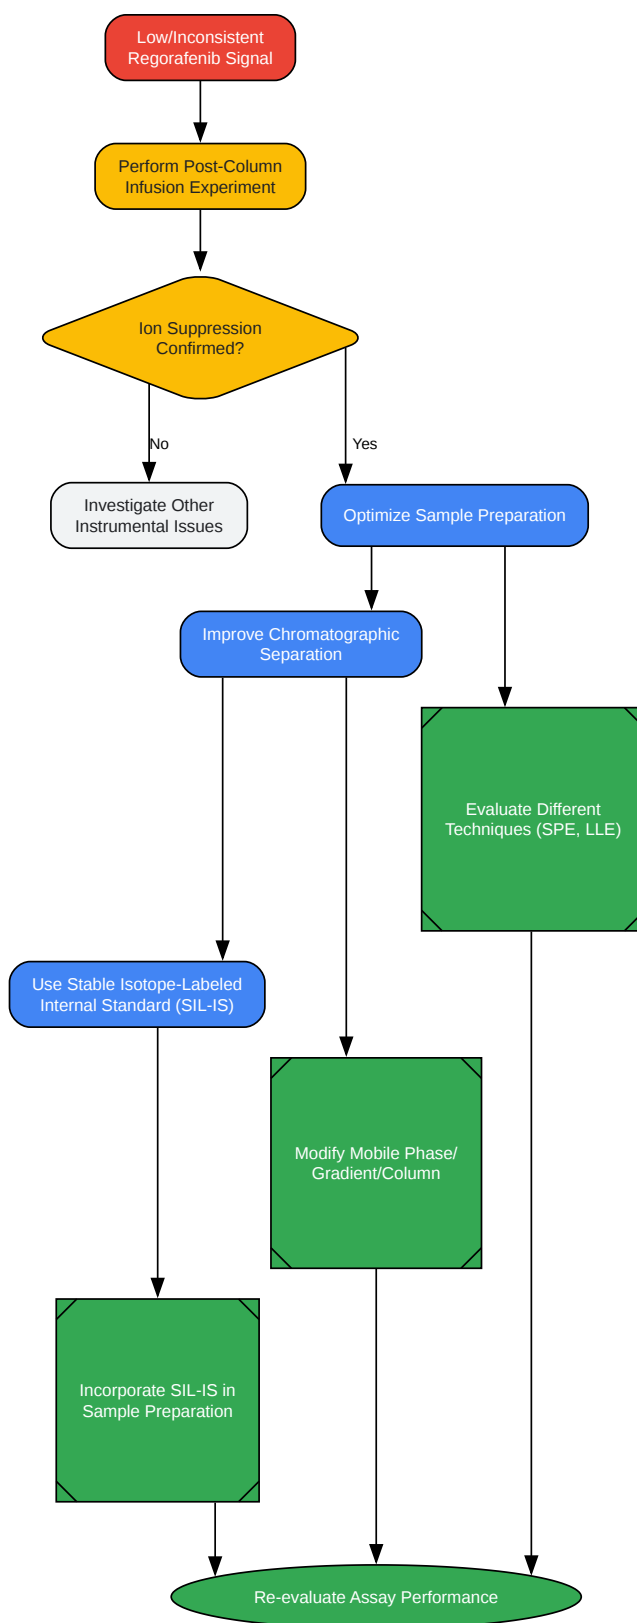 Low/Inconsistent
Regorafenib Signal
Perform Post-Column
Infusion Experiment
Ion Suppression
Confirmed?
No
Yes
Investigate Other
Instrumental Issues
Optimize Sample Preparation
Improve Chromatographic
Separation
Evaluate Different
Techniques (SPE, LLE)
Use Stable Isotope-Labeled
Internal Standard (SIL-IS)
Modify Mobile Phase/
Gradient/Column
Incorporate SIL-IS in
Sample Preparation
Re-evaluate Assay Performance